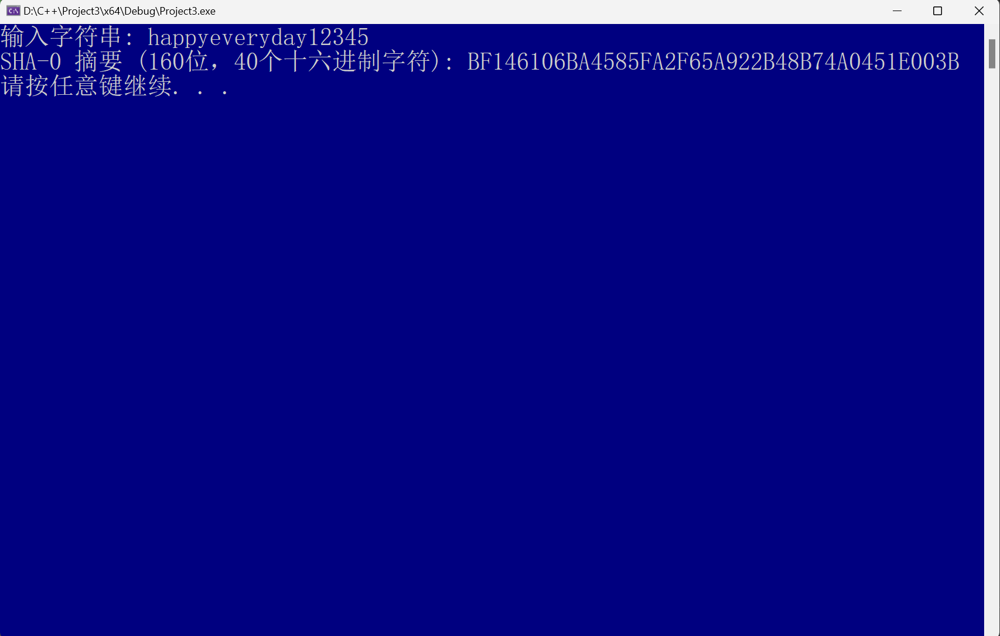 D:\C++\Project3\x64\Debug\Project3.exe
输入字符串: happyeveryday12345
SHA-0 摘要 (160位，40个十六进制字符): BF146106BA4585FA2F65A922B48B74A0451E003B
请按任意键继续. . .